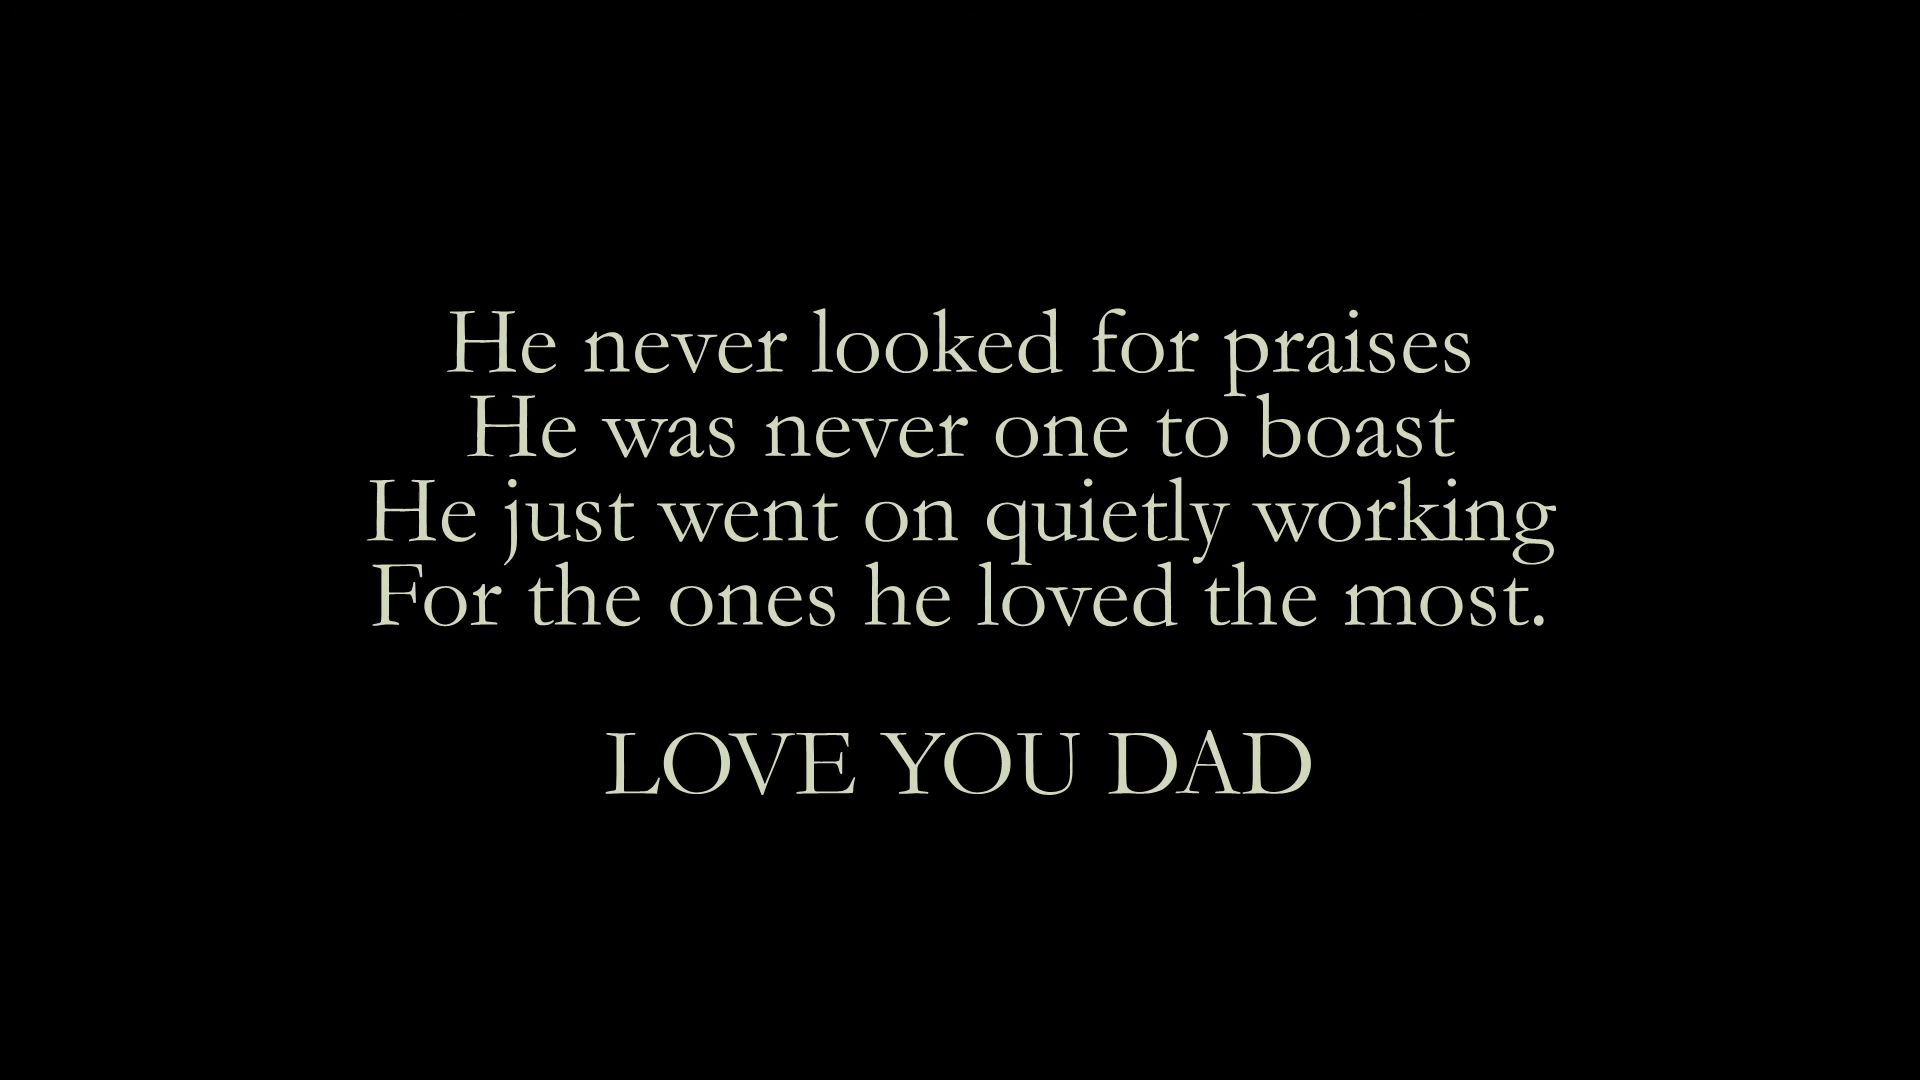 He never looked for praises
He was never one to boast
He just went on quietly working
For the ones he loved the most.
LOVE YOU DAD